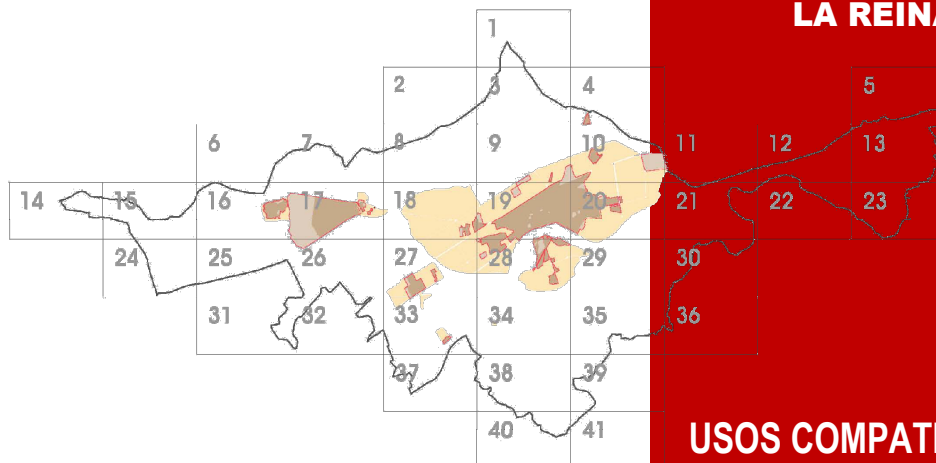 LA REINA
1
2 3 4 5
6 7 8 9 10 11 12 13
14 15 16 17 18 19 20 21 22 23
24 25 26 27 28 29 30
31 32 33 34 35 36
37 38 39
40 41
USOS COMPATI